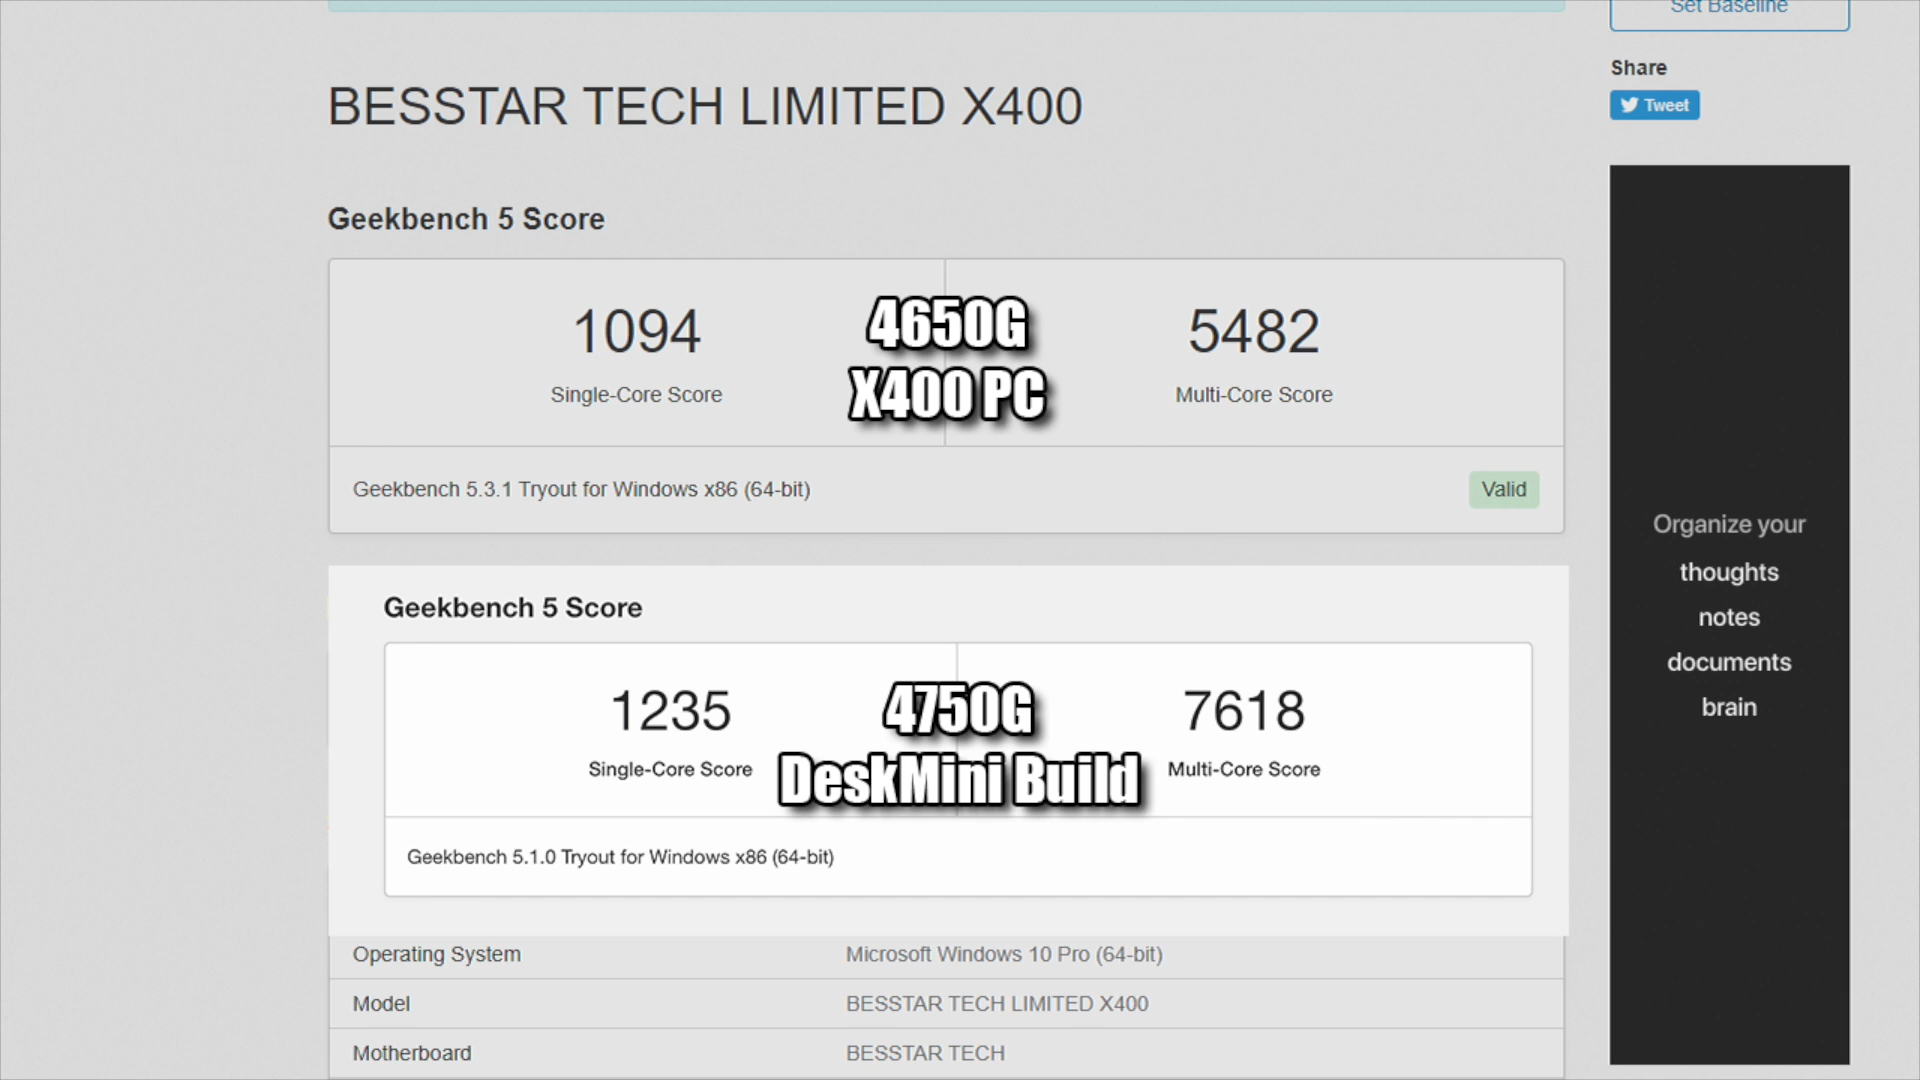 Set Baseline
Share
Tweet
BESSTAR TECH LIMITED X400
Geekbench 5 Score
1094
Single-Core Score
4650G
X400 PC
5482
Multi-Core Score
Geekbench 5.3.1 Tryout for Windows x86 (64-bit)
Valid
Geekbench 5 Score
1235
Single-Core Score
4750G
DeskMini Build
7618
Multi-Core Score
Geekbench 5.1.0 Tryout for Windows x86 (64-bit)
Operating System
Microsoft Windows 10 Pro (64-bit)
Model
BESSTAR TECH LIMITED X400
Motherboard
BESSTAR TECH
Organize your
thoughts
notes
documents
brain